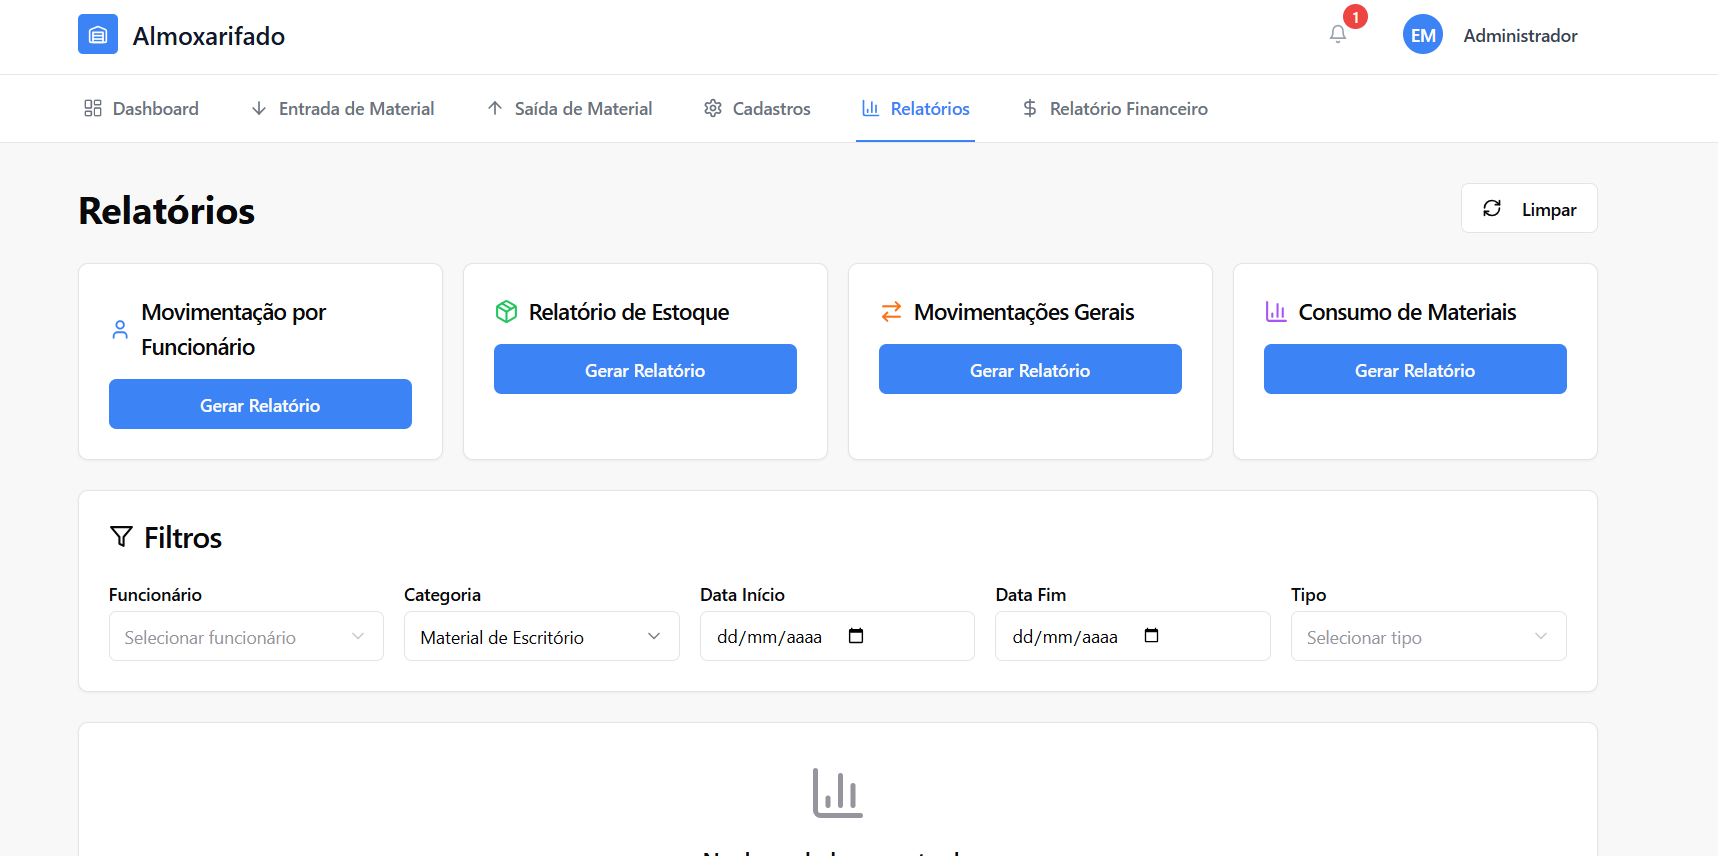 Almoxarifado
1
EM
Administrador
Dashboard
Entrada de Material
Saída de Material
Cadastros
Relatórios
Relatório Financeiro
Relatórios
Limpar
Movimentação por
Funcionário
Gerar Relatório
Relatório de Estoque
Gerar Relatório
Movimentações Gerais
Gerar Relatório
Consumo de Materiais
Gerar Relatório
Filtros
Funcionário
Selecionar funcionário
Categoria
Material de Escritório
Data Início
dd/mm/aaaa
Data Fim
dd/mm/aaaa
Tipo
Selecionar tipo